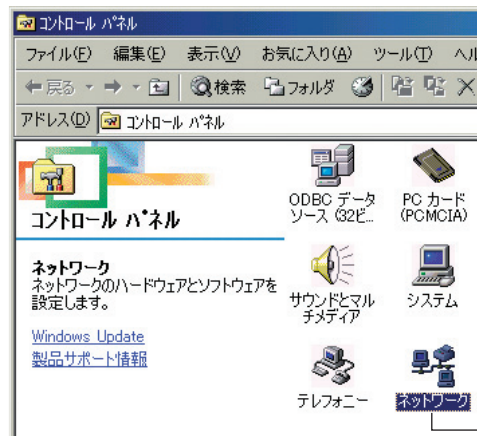 コントロール パネル
ファイル(F) 編集(E) 表示(V) お気に入り(A) ツール(T) ヘル
戻る 検索 フォルダ
アドレス(D) コントロール パネル
コントロール パネル
ネットワーク
ネットワークのハードウェアとソフトウェアを
設定します。
Windows Update
製品サポート情報
ODBC データ
ソース (32ビ...
PC カード
(PCMCIA)
サウンドとマル
チメディア
システム
テレフォニー
ネットワーク